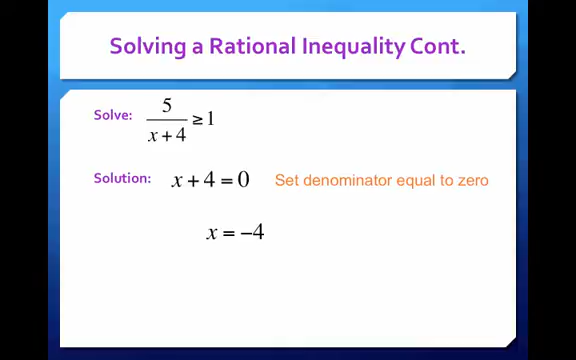 Solving a Rational Inequality Cont.
Solve: 5/(x + 4) ≥ 1
Solution: x + 4 = 0 Set denominator equal to zero
x = −4